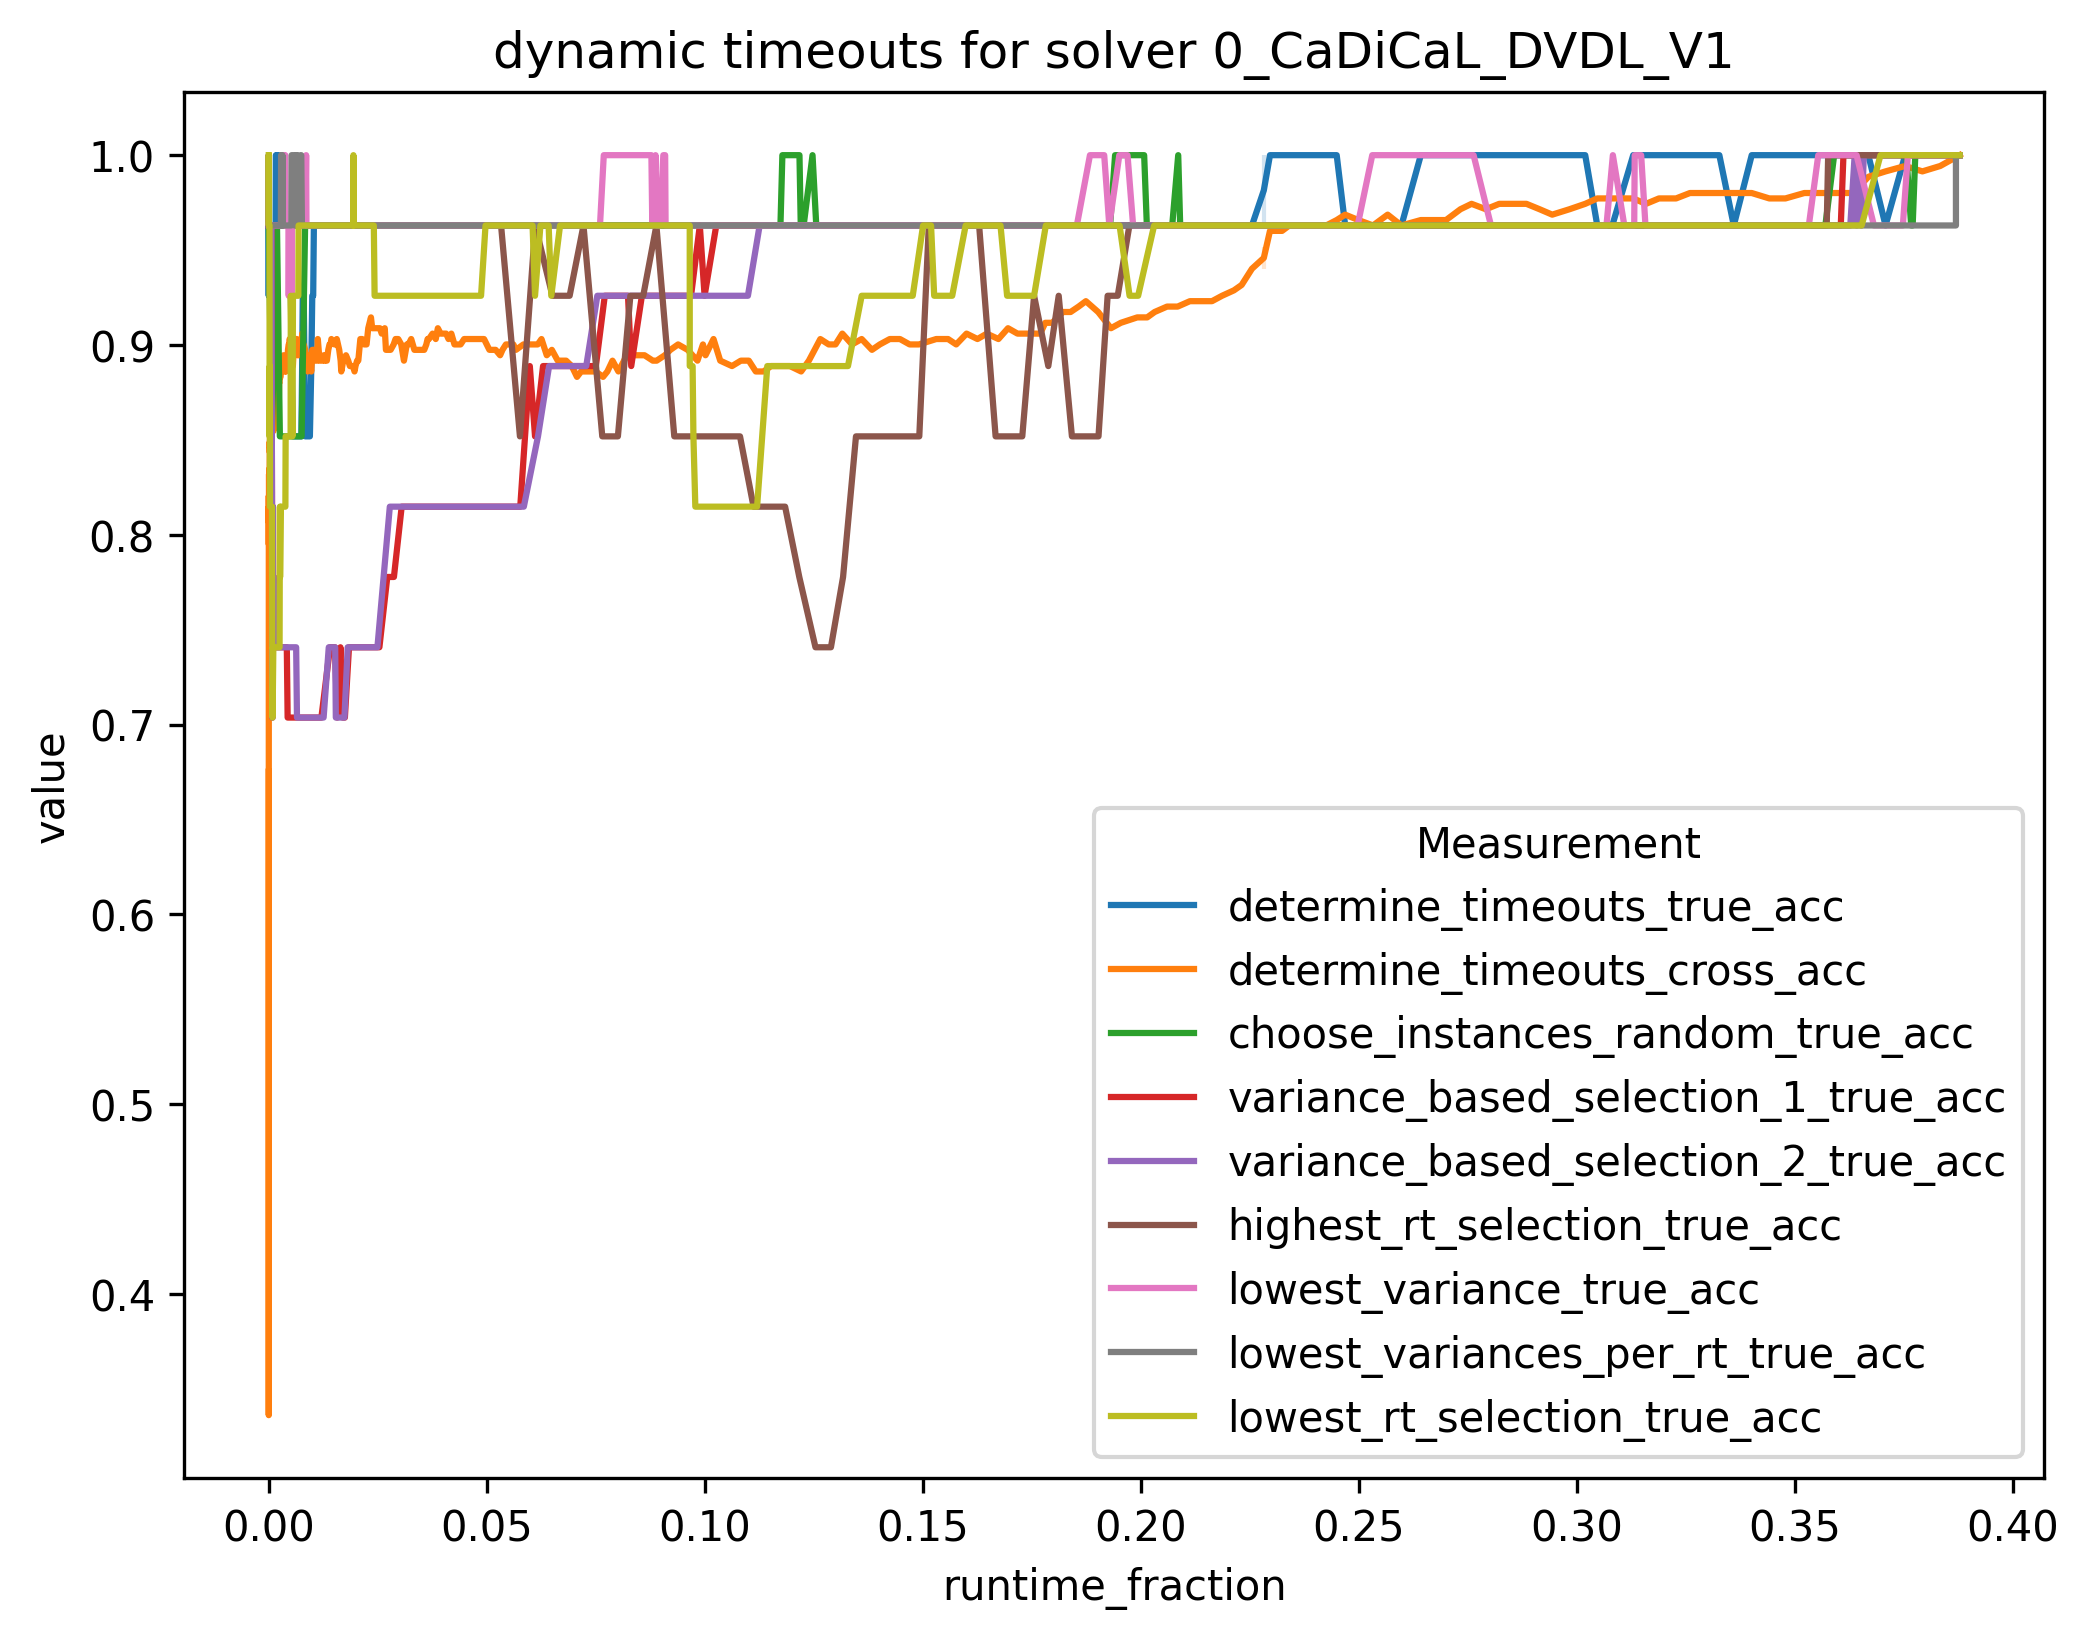 dynamic timeouts for solver 0_CaDiCaL_DVDL_V1
1.0
0.9
0.8
0.7
0.6
0.5
0.4
value
Measurement
determine_timeouts_true_acc
determine_timeouts_cross_acc
choose_instances_random_true_acc
variance_based_selection_1_true_acc
variance_based_selection_2_true_acc
highest_rt_selection_true_acc
lowest_variance_true_acc
lowest_variances_per_rt_true_acc
lowest_rt_selection_true_acc
0.00 0.05 0.10 0.15 0.20 0.25 0.30 0.35 0.40
runtime_fraction